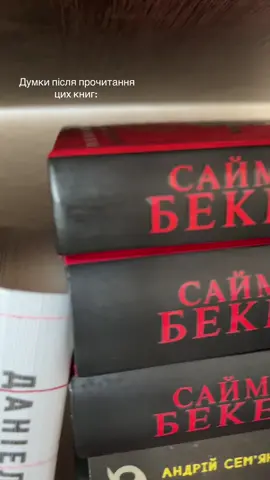 Думки після прочитання
цих книг:
САЙМ
БЕКЕ
САЙМ
БЕКЕ
САЙМ
БЕКЕ
АНДРІЙ СЕМ'ЯН
ДАНІЕЛ